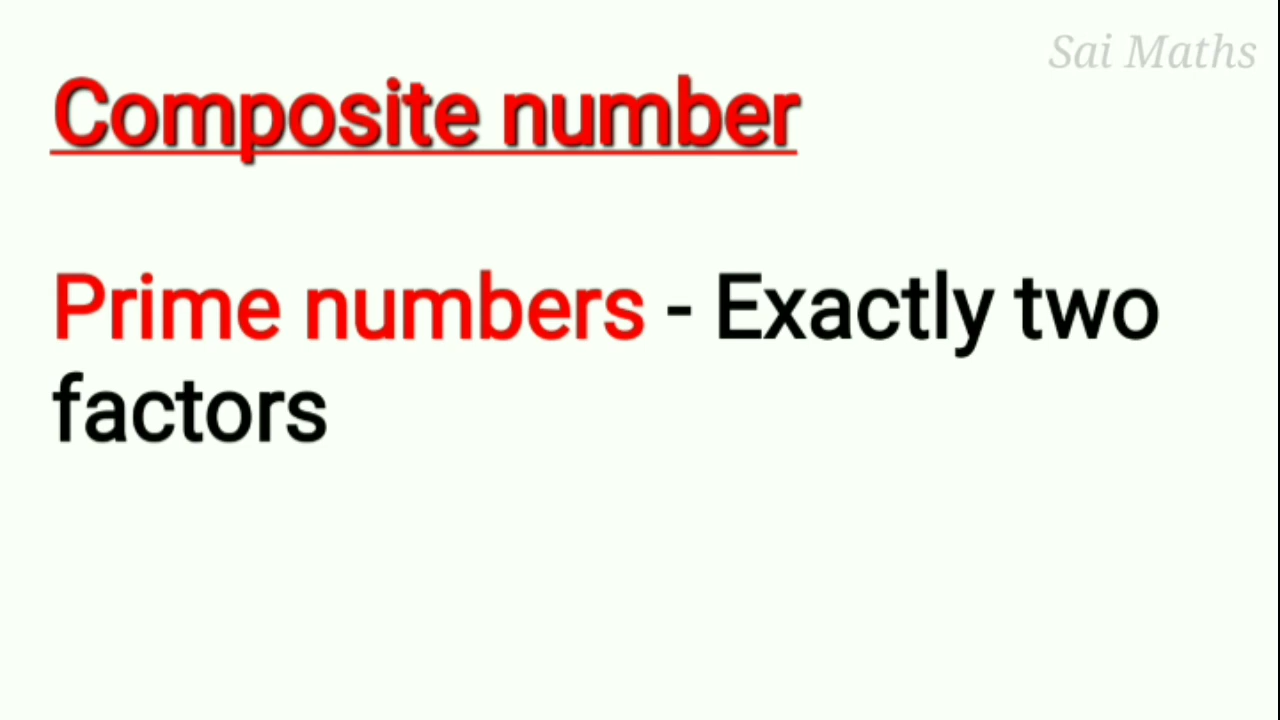 Sai Maths
Composite number
Prime numbers - Exactly two
factors